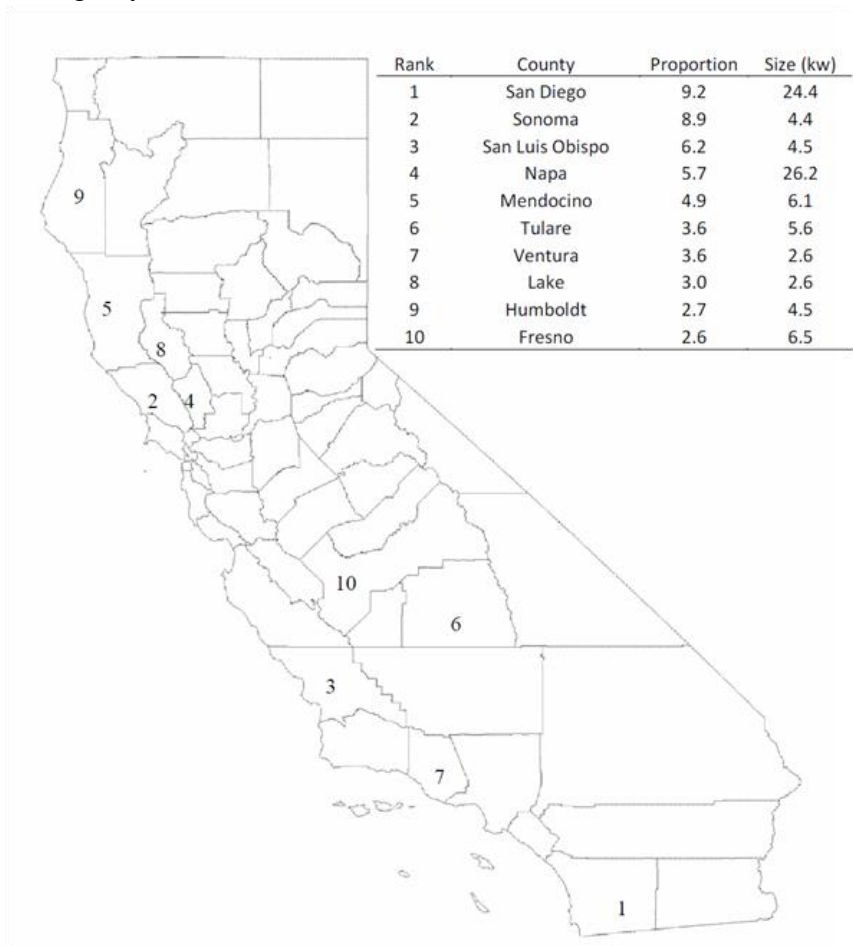 Rank County Proportion Size (kw)
1 San Diego 9.2 24.4
2 Sonoma 8.9 4.4
3 San Luis Obispo 6.2 4.5
4 Napa 5.7 26.2
5 Mendocino 4.9 6.1
6 Tulare 3.6 5.6
7 Ventura 3.6 2.6
8 Lake 3.0 2.6
9 Humboldt 2.7 4.5
10 Fresno 2.6 6.5
9
5
8
2 4
10
6
3
7
1